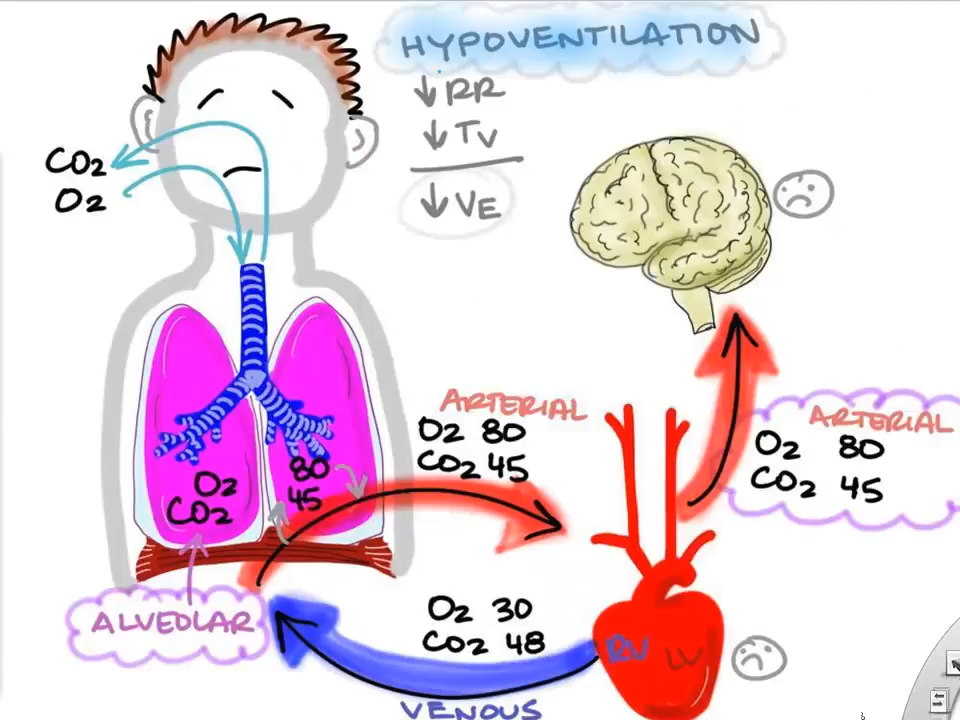 HYPOVENTILATION
↓ RR
↓ TV
↓ VE
CO2
O2
ARTERIAL
O2 80
CO2 45
ARTERIAL
O2 80
CO2 45
O2 80
CO2 45
ALVEOLAR
O2 30
CO2 48
RV LV
VENOUS